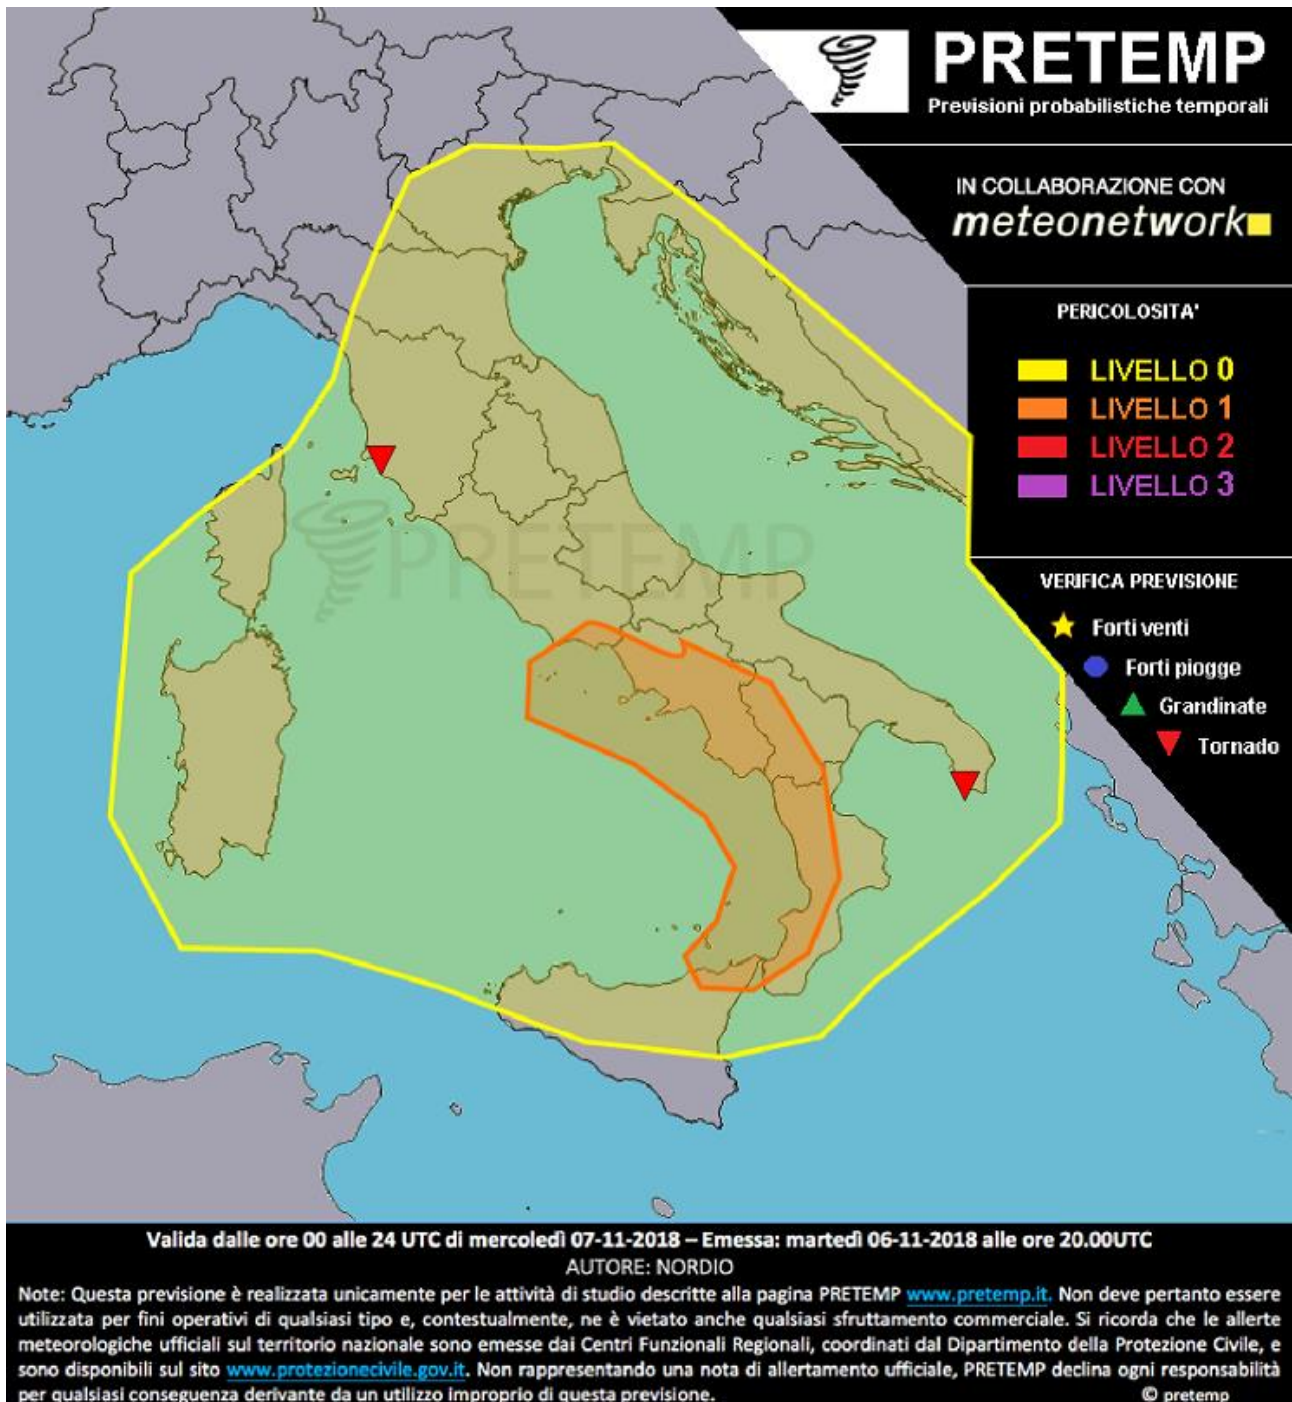 PRETEMP
Previsioni probabilistiche temporali
IN COLLABORAZIONE CON
meteonetwork
PERICOLOSITA'
LIVELLO 0
LIVELLO 1
LIVELLO 2
LIVELLO 3
PRETEMP
VERIFICA PREVISIONE
Forti venti
Forti piogge
Grandinate
Tornado
Valida dalle ore 00 alle 24 UTC di mercoledì 07-11-2018 – Emessa: martedì 06-11-2018 alle ore 20.00UTC
AUTORE: NORDIO
Note: Questa previsione è realizzata unicamente per le attività di studio descritte alla pagina PRETEMP www.pretemp.it. Non deve pertanto essere
utilizzata per fini operativi di qualsiasi tipo e, contestualmente, ne è vietato anche qualsiasi sfruttamento commerciale. Si ricorda che le allerte
meteorologiche ufficiali sul territorio nazionale sono emesse dai Centri Funzionali Regionali, coordinati dal Dipartimento della Protezione Civile, e
sono disponibili sul sito www.protezionecivile.gov.it. Non rappresentando una nota di allertamento ufficiale, PRETEMP declina ogni responsabilità
per qualsiasi conseguenza derivante da un utilizzo improprio di questa previsione. © pretemp